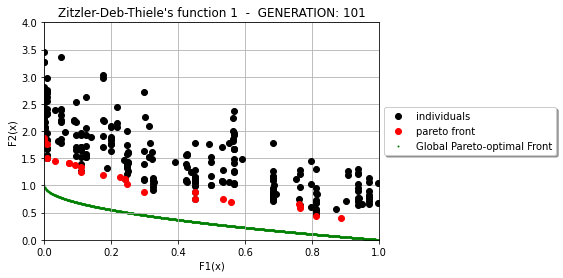 Zitzler-Deb-Thiele's function 1 - GENERATION: 101
4.0
3.5
3.0
2.5
2.0
1.5
1.0
0.5
0.0
F2(x)
0.0 0.2 0.4 0.6 0.8 1.0
F1(x)
individuals
pareto front
Global Pareto-optimal Front